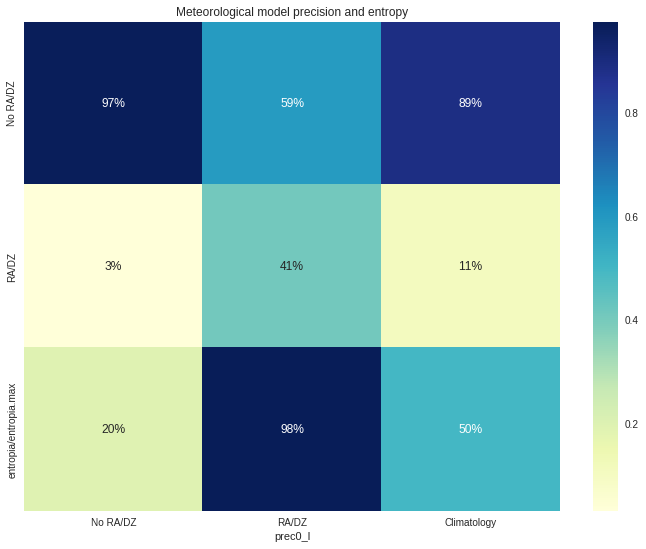 Meteorological model precision and entropy
No RA/DZ
97%
59%
89%
0.8
0.6
RA/DZ
3%
41%
11%
0.4
entropia/entropia.max
20%
98%
50%
0.2
No RA/DZ
RA/DZ
Climatology
prec0_l